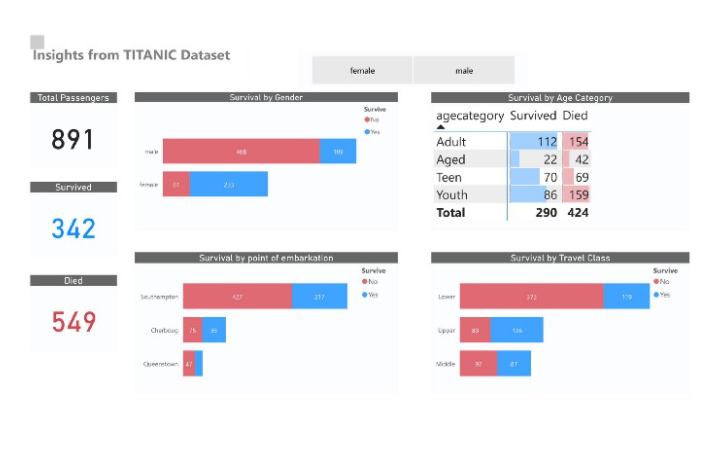 Insights from TITANIC Dataset
female male
Total Passengers
891
Survived
342
Died
549
Survival by Gender
Survive
No
Yes
male 468 109
female 81 233
Survival by Age Category
agecategory Survived Died
Adult 112 154
Aged 22 42
Teen 70 69
Youth 86 159
Total 290 424
Survival by point of embarkation
Survive
No
Yes
Southampton 427 217
Cherboug 75 93
Queenstown 47
Survival by Travel Class
Survive
No
Yes
Lower 372 119
Upper 80 136
Middle 97 87